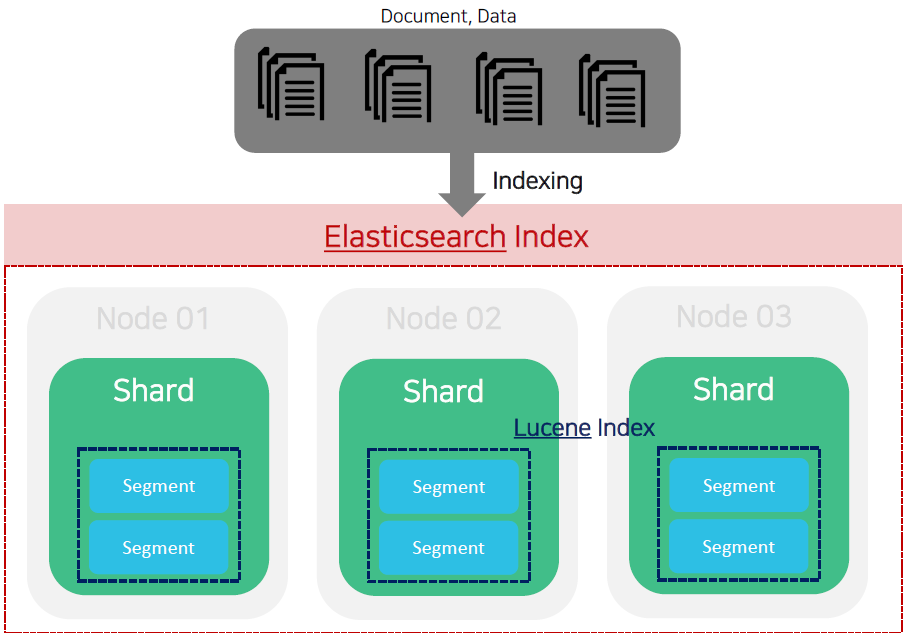 Document, Data
Indexing
Elasticsearch Index
Node 01
Node 02
Node 03
Shard
Shard
Shard
Lucene Index
Segment
Segment
Segment
Segment
Segment
Segment